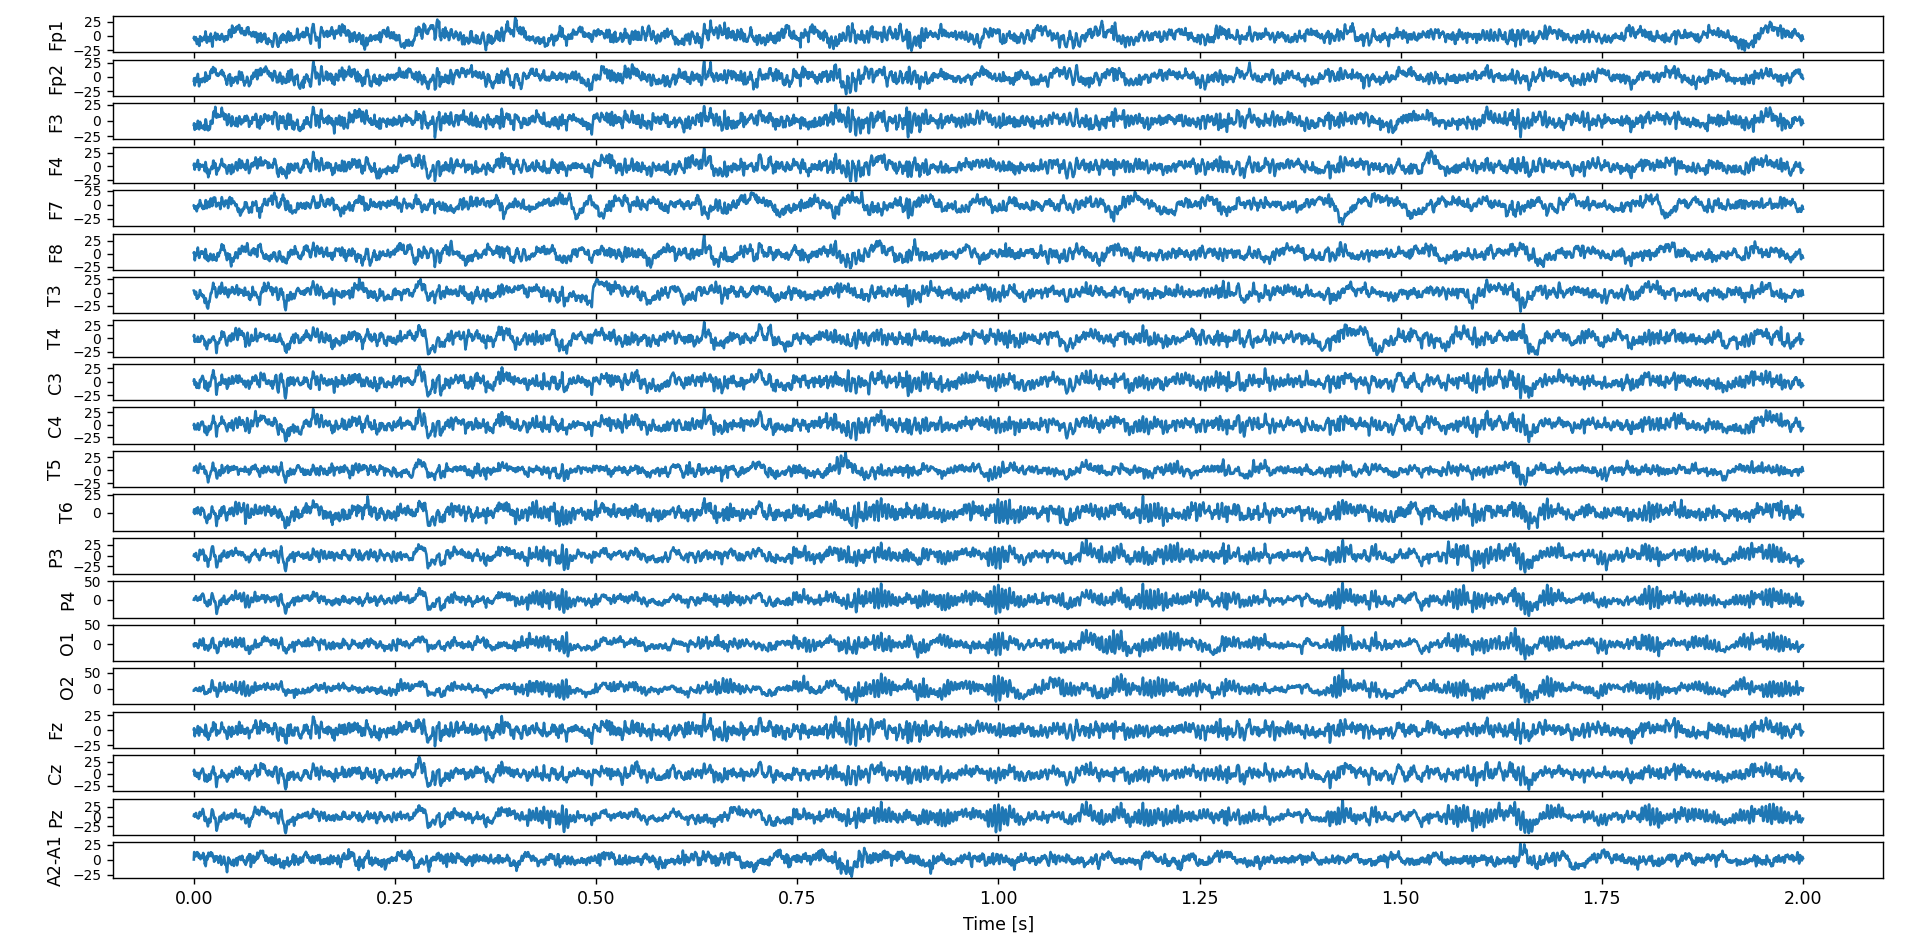 Fp1 25 0 −25
Fp2 25 0 −25
F3 25 0 −25
F4 25 0 −25
F7 25 0 −25
F8 25 0 −25
T3 25 0 −25
T4 25 0 −25
C3 25 0 −25
C4 25 0 −25
T5 25 0 −25
T6 25 0
P3 25 0 −25
P4 50 0
O1 50 0
O2 50 0
Fz 25 0 −25
Cz 25 0 −25
Pz 25 0 −25
A2-A1 25 0 −25
0.00 0.25 0.50 0.75 1.00 1.25 1.50 1.75 2.00
Time [s]